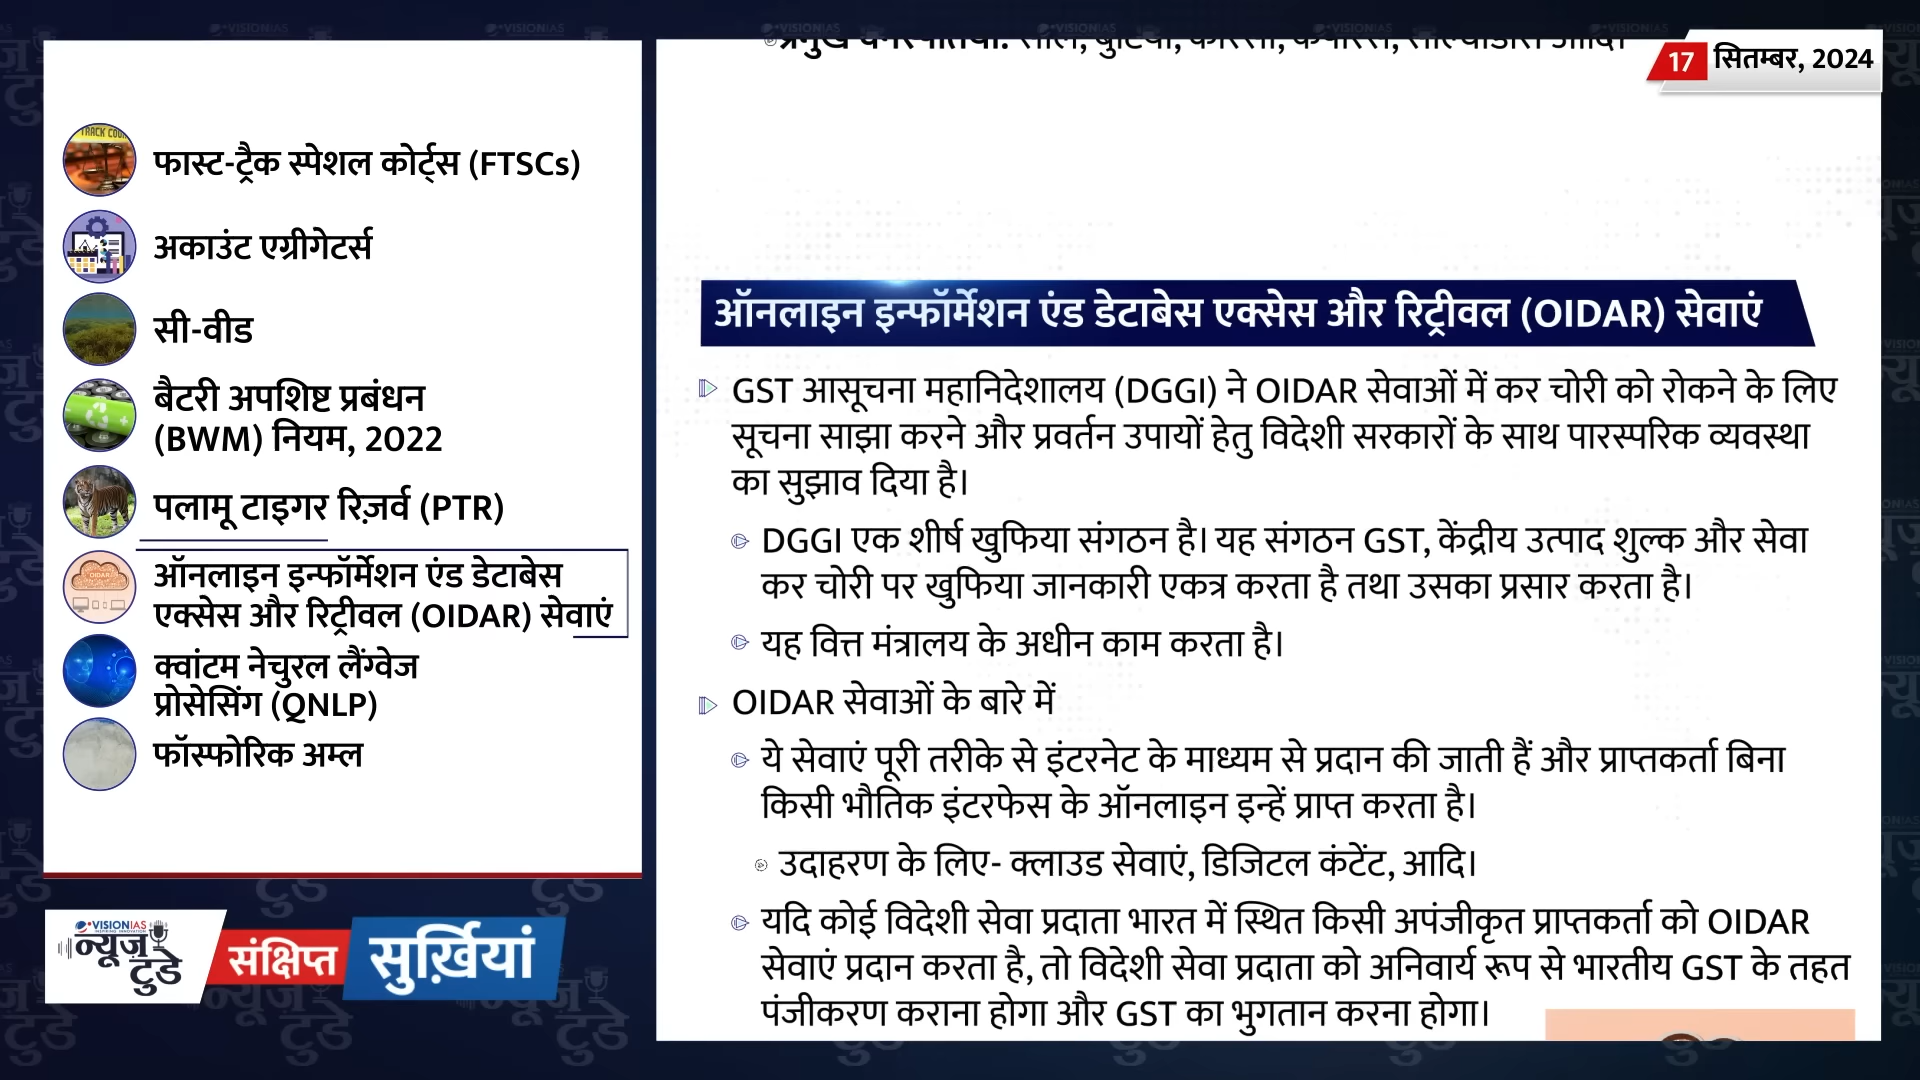 फास्ट-ट्रैक स्पेशल कोर्ट्स (FTSCs)
अकाउंट एग्रीगेटर्स
सी-वीड
बैटरी अपशिष्ट प्रबंधन
(BWM) नियम, 2022
पलामू टाइगर रिज़र्व (PTR)
ऑनलाइन इन्फॉर्मेशन एंड डेटाबेस
एक्सेस और रिट्रीवल (OIDAR) सेवाएं
क्वांटम नेचुरल लैंग्वेज
प्रोसेसिंग (QNLP)
फॉस्फोरिक अम्ल
VISIONIAS
न्यूज़
टुडे
संक्षिप्त
सुर्ख़ियां
17 सितम्बर, 2024
ऑनलाइन इन्फॉर्मेशन एंड डेटाबेस एक्सेस और रिट्रीवल (OIDAR) सेवाएं
GST आसूचना महानिदेशालय (DGGI) ने OIDAR सेवाओं में कर चोरी को रोकने के लिए
सूचना साझा करने और प्रवर्तन उपायों हेतु विदेशी सरकारों के साथ पारस्परिक व्यवस्था
का सुझाव दिया है।
DGGI एक शीर्ष खुफिया संगठन है। यह संगठन GST, केंद्रीय उत्पाद शुल्क और सेवा
कर चोरी पर खुफिया जानकारी एकत्र करता है तथा उसका प्रसार करता है।
यह वित्त मंत्रालय के अधीन काम करता है।
OIDAR सेवाओं के बारे में
ये सेवाएं पूरी तरीके से इंटरनेट के माध्यम से प्रदान की जाती हैं और प्राप्तकर्ता बिना
किसी भौतिक इंटरफेस के ऑनलाइन इन्हें प्राप्त करता है।
उदाहरण के लिए- क्लाउड सेवाएं, डिजिटल कंटेंट, आदि।
यदि कोई विदेशी सेवा प्रदाता भारत में स्थित किसी अपंजीकृत प्राप्तकर्ता को OIDAR
सेवाएं प्रदान करता है, तो विदेशी सेवा प्रदाता को अनिवार्य रूप से भारतीय GST के तहत
पंजीकरण कराना होगा और GST का भुगतान करना होगा।